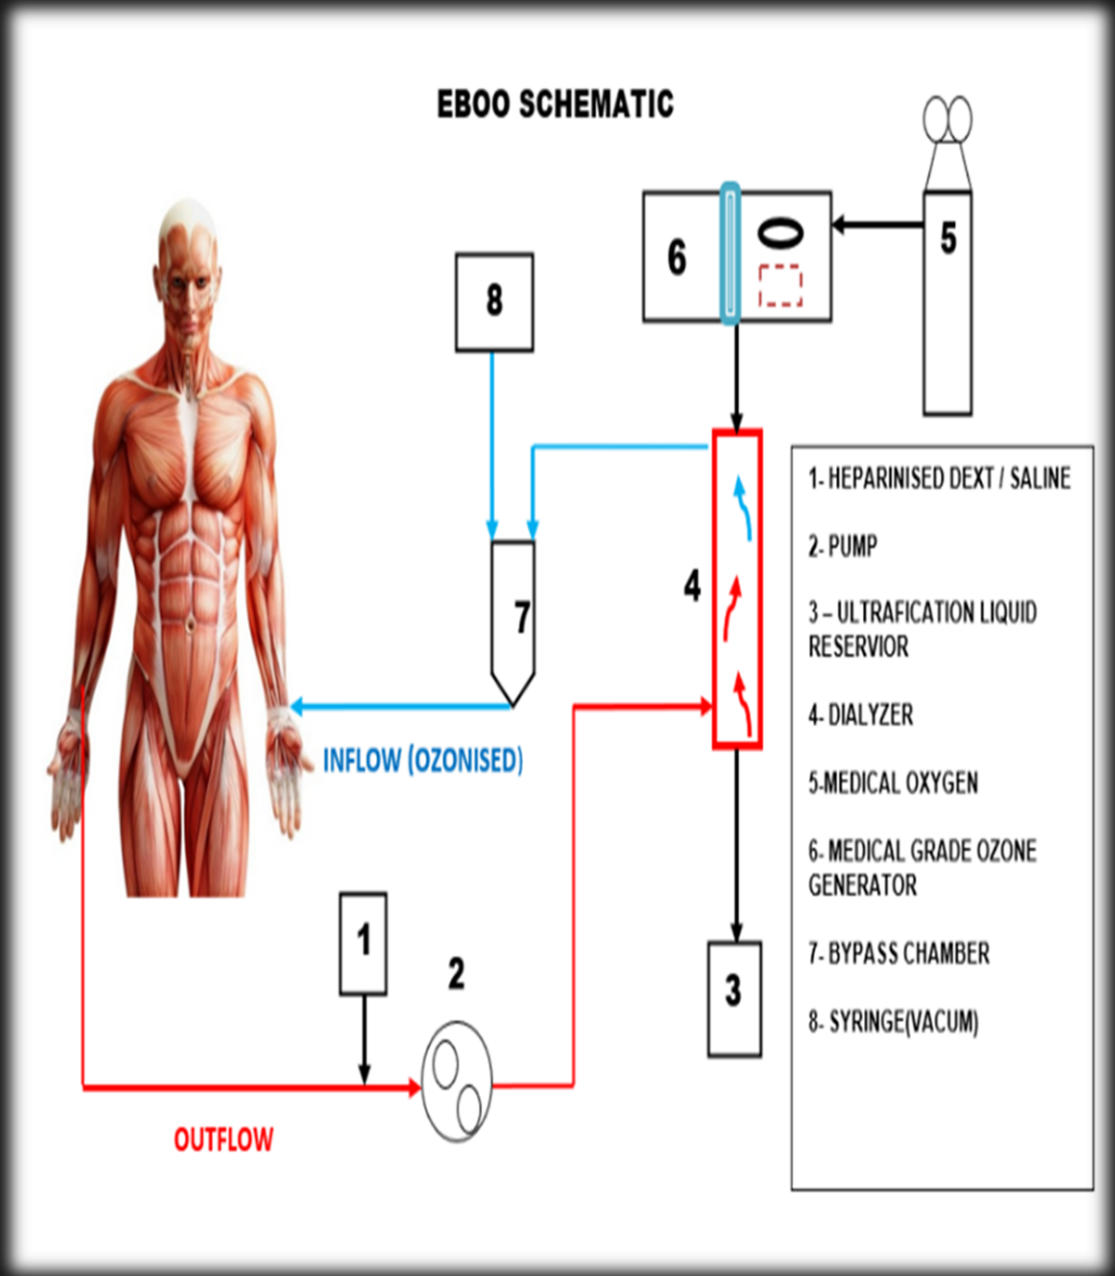 EBOO SCHEMATIC
5
6
8
7
4
INFLOW (OZONISED)
1
2
3
OUTFLOW
1- HEPARINISED DEXT / SALINE
2- PUMP
3 – ULTRAFICATION LIQUID
RESERVIOR
4- DIALYZER
5-MEDICAL OXYGEN
6- MEDICAL GRADE OZONE
GENERATOR
7- BYPASS CHAMBER
8- SYRINGE(VACUM)